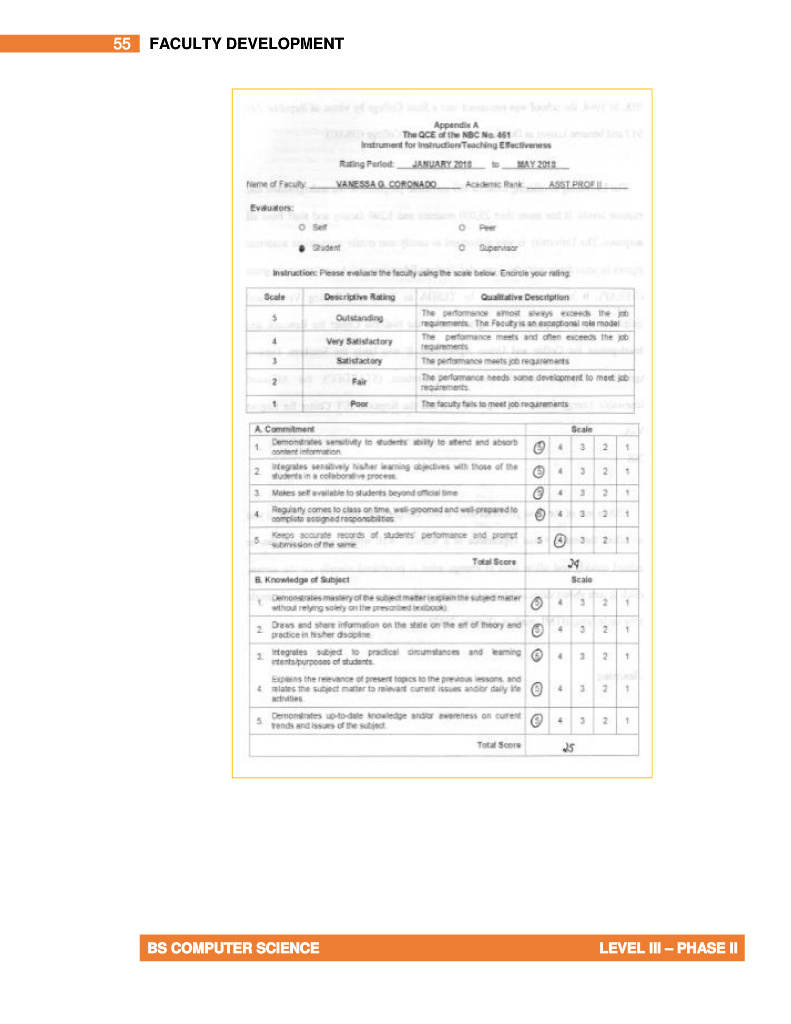 55 FACULTY DEVELOPMENT
Appendix A
The QCE of the NBC No. 461
Instrument for Instruction/Teaching Effectiveness
Rating Period: JANUARY 2018 to MAY 2018
Name of Faculty: VANESSA G. CORONADO Academic Rank: ASST PROF II
Evaluators:
Self Peer
Student Supervisor
Instruction: Please evaluate the faculty using the scale below. Encircle your rating.
Scale Descriptive Rating Qualitative Description
5 Outstanding The performance almost always exceeds the job
requirements. The Faculty is an exceptional role model
4 Very Satisfactory The performance meets and often exceeds the job
requirements
3 Satisfactory The performance meets job requirements
2 Fair The performance needs some development to meet job
requirements.
1 Poor The faculty fails to meet job requirements
A. Commitment Scale
1. Demonstrates sensitivity to students' ability to attend and absorb
content information. 5 4 3 2 1
2. Integrates sensitively his/her learning objectives with those of the
students in a collaborative process. 5 4 3 2 1
3. Makes self available to students beyond official time 5 4 3 2 1
4. Regularly comes to class on time, well-groomed and well-prepared to
complete assigned responsibilities. 5 4 3 2 1
5. Keeps accurate records of students' performance and prompt
submission of the same. 5 4 3 2 1
Total Score 24
B. Knowledge of Subject Scale
1. Demonstrates mastery of the subject matter (explain the subject matter
without relying solely on the prescribed textbook). 5 4 3 2 1
2. Draws and share information on the state on the art of theory and
practice in his/her discipline. 5 4 3 2 1
3. Integrates subject to practical circumstances and learning
intents/purposes of students. 5 4 3 2 1
4. Explains the relevance of present topics to the previous lessons, and
relates the subject matter to relevant current issues and/or daily life
activities. 5 4 3 2 1
5. Demonstrates up-to-date knowledge and/or awareness on current
trends and issues of the subject. 5 4 3 2 1
Total Score 25
BS COMPUTER SCIENCE LEVEL III – PHASE II